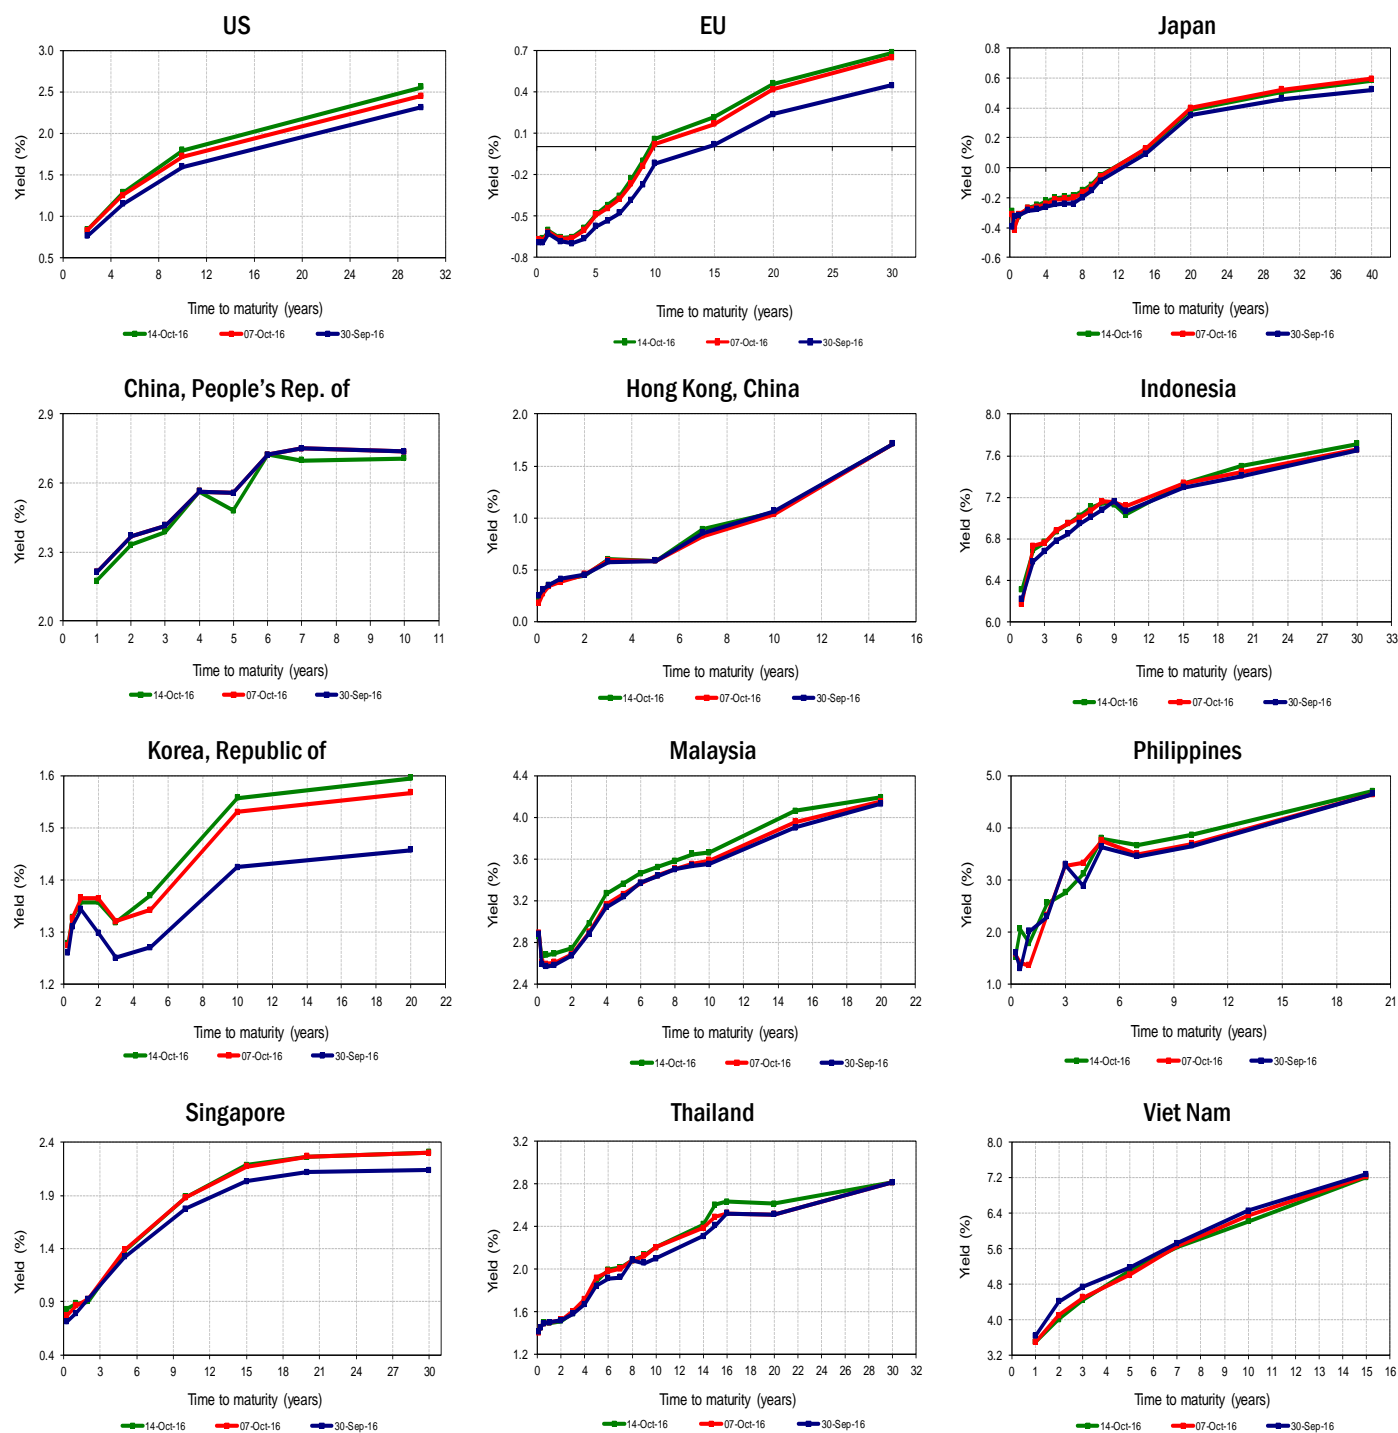 US
EU
Japan
3.0
2.5
2.0
1.5
1.0
0.5
Yield (%)
0 4 8 12 16 20 24 28 32
Time to maturity (years)
14-Oct-16 07-Oct-16 30-Sep-16
0.7
0.4
0.1
-0.2
-0.5
-0.8
Yield (%)
0 5 10 15 20 25 30
Time to maturity (years)
14-Oct-16 07-Oct-16 30-Sep-16
0.8
0.6
0.4
0.2
0.0
-0.2
-0.4
-0.6
Yield (%)
0 4 8 12 16 20 24 28 32 36 40
Time to maturity (years)
14-Oct-16 07-Oct-16 30-Sep-16
China, People's Rep. of
Hong Kong, China
Indonesia
2.9
2.6
2.3
2.0
Yield (%)
0 1 2 3 4 5 6 7 8 9 10 11
Time to maturity (years)
14-Oct-16 07-Oct-16 30-Sep-16
2.0
1.5
1.0
0.5
0.0
Yield (%)
0 2 4 6 8 10 12 14 16
Time to maturity (years)
14-Oct-16 07-Oct-16 30-Sep-16
8.0
7.6
7.2
6.8
6.4
6.0
Yield (%)
0 3 6 9 12 15 18 21 24 27 30 33
Time to maturity (years)
14-Oct-16 07-Oct-16 30-Sep-16
Korea, Republic of
Malaysia
Philippines
1.6
1.5
1.4
1.3
1.2
Yield (%)
0 2 4 6 8 10 12 14 16 18 20 22
Time to maturity (years)
14-Oct-16 07-Oct-16 30-Sep-16
4.4
4.0
3.6
3.2
2.8
2.4
Yield (%)
0 2 4 6 8 10 12 14 16 18 20 22
Time to maturity (years)
14-Oct-16 07-Oct-16 30-Sep-16
5.0
4.0
3.0
2.0
1.0
Yield (%)
0 3 6 9 12 15 18 21
Time to maturity (years)
14-Oct-16 07-Oct-16 30-Sep-16
Singapore
Thailand
Viet Nam
2.4
1.9
1.4
0.9
0.4
Yield (%)
0 3 6 9 12 15 18 21 24 27 30
Time to maturity (years)
14-Oct-16 07-Oct-16 30-Sep-16
3.2
2.8
2.4
2.0
1.6
1.2
Yield (%)
0 2 4 6 8 10 12 14 16 18 20 22 24 26 28 30 32
Time to maturity (years)
14-Oct-16 07-Oct-16 30-Sep-16
8.0
7.2
6.4
5.6
4.8
4.0
3.2
Yield (%)
0 1 2 3 4 5 6 7 8 9 10 11 12 13 14 15 16
Time to maturity (years)
14-Oct-16 07-Oct-16 30-Sep-16